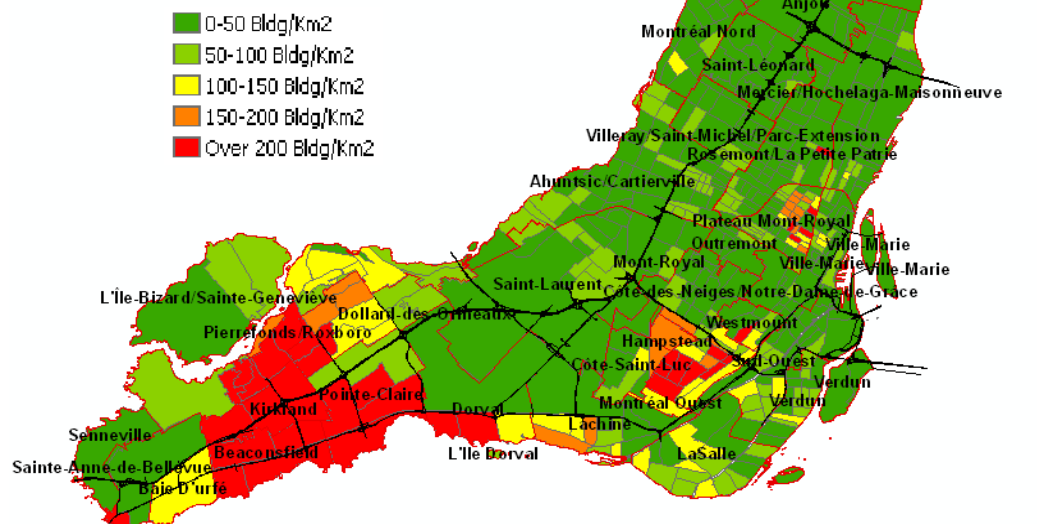 0-50 Bldg/Km2
50-100 Bldg/Km2
100-150 Bldg/Km2
150-200 Bldg/Km2
Over 200 Bldg/Km2
Anjou
Montréal Nord
Saint-Léonard
Mercier/Hochelaga-Maisonneuve
Villeray/Saint-Michel/Parc-Extension
Rosemont/La Petite Patrie
Ahuntsic/Cartierville
Plateau Mont-Royal
Outremont
Ville-Marie
Ville-Marie
Ville-Marie
Mont-Royal
Saint-Laurent
Côte-des-Neiges/Notre-Dame-de-Grâce
L'Île-Bizard/Sainte-Geneviève
Dollard-des-Ormeaux
Pierrefonds/Roxboro
Westmount
Hampstead
Sud-Ouest
Côte-Saint-Luc
Verdun
Verdun
Pointe-Claire
Kirkland
Dorval
Montréal Ouest
Lachine
Senneville
Beaconsfield
L'Ile Dorval
LaSalle
Sainte-Anne-de-Bellevue
Baie D'urfé